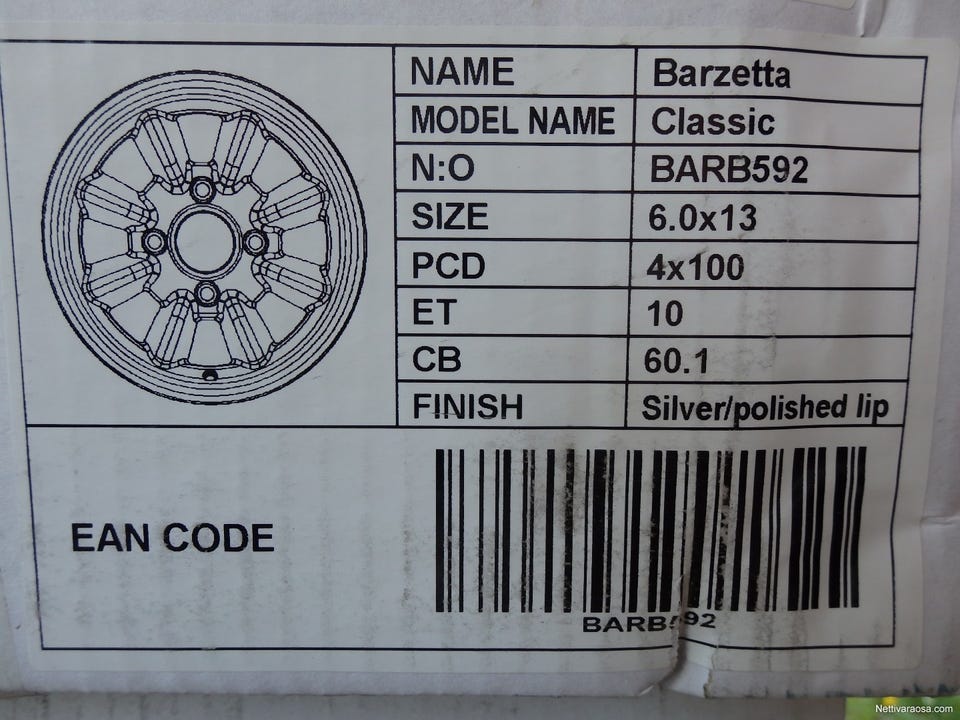 NAME Barzetta
MODEL NAME Classic
N:O BARB592
SIZE 6.0x13
PCD 4x100
ET 10
CB 60.1
FINISH Silver/polished lip
EAN CODE
BARB592
Nettivaraosa.com